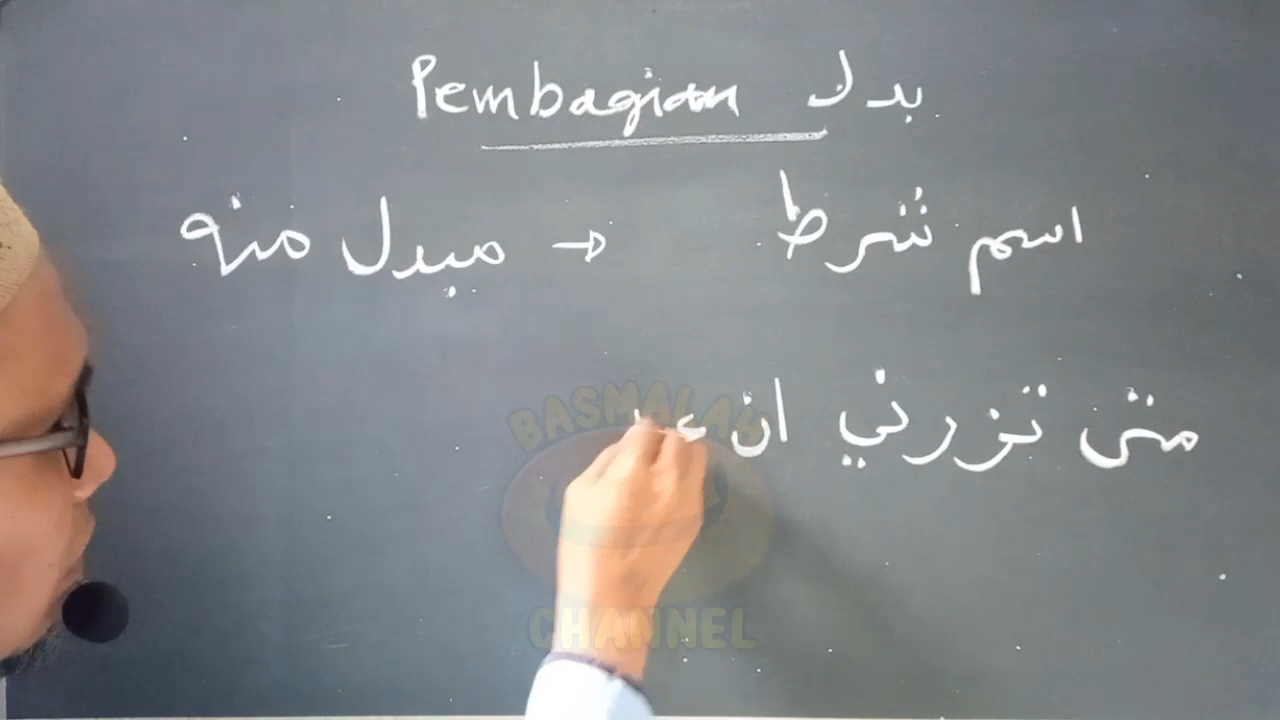 Pembagian بدل
اسم شرط → مبدل منه
متى تزرني ان
BASMALAH
CHANNEL